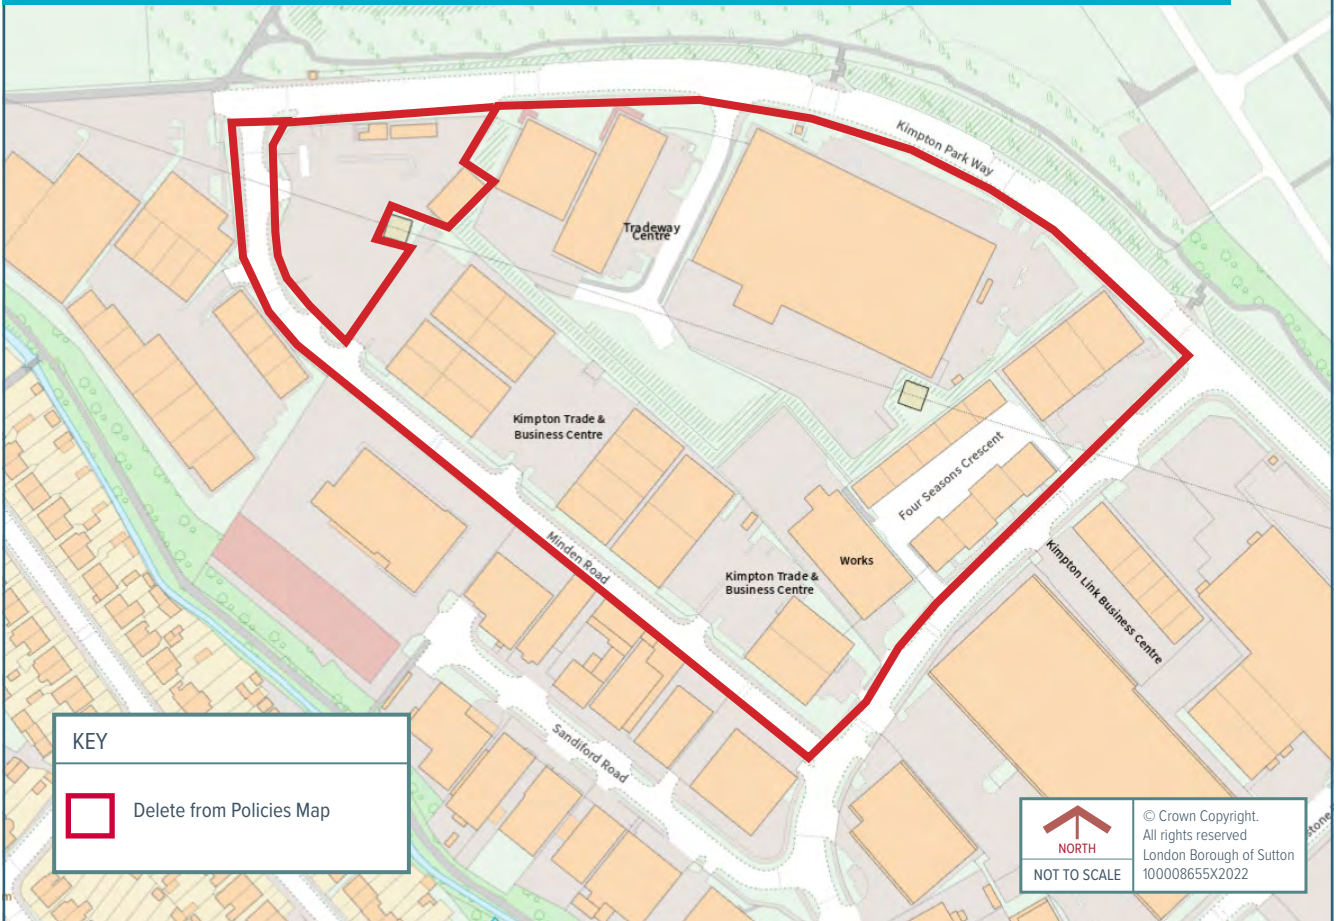 Kimpton Park Way
Tradeway
Centre
Kimpton Trade &
Business Centre
Four Seasons Crescent
Minden Road
Works
Kimpton Trade &
Business Centre
Kimpton Link Business Centre
Sandiford Road
KEY
Delete from Policies Map
NORTH
NOT TO SCALE
© Crown Copyright.
All rights reserved
London Borough of Sutton
100008655X2022